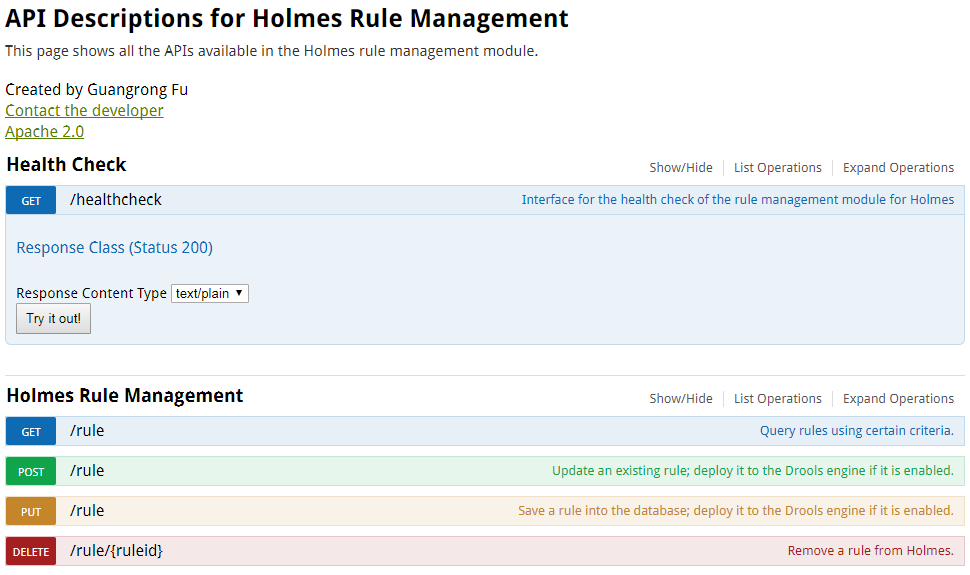 API Descriptions for Holmes Rule Management
This page shows all the APIs available in the Holmes rule management module.
Created by Guangrong Fu
Contact the developer
Apache 2.0
Health Check Show/Hide List Operations Expand Operations
GET /healthcheck Interface for the health check of the rule management module for Holmes
Response Class (Status 200)
Response Content Type text/plain
Try it out!
Holmes Rule Management Show/Hide List Operations Expand Operations
GET /rule Query rules using certain criteria.
POST /rule Update an existing rule; deploy it to the Drools engine if it is enabled.
PUT /rule Save a rule into the database; deploy it to the Drools engine if it is enabled.
DELETE /rule/{ruleid} Remove a rule from Holmes.